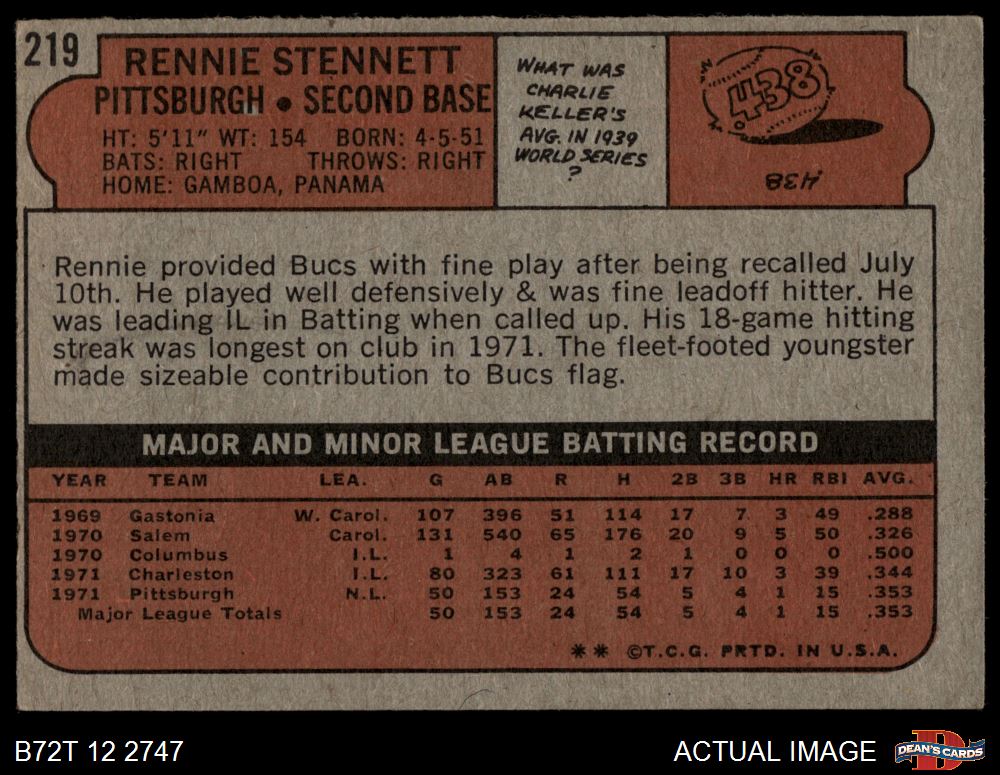 219
RENNIE STENNETT
PITTSBURGH • SECOND BASE
HT: 5'11" WT: 154 BORN: 4-5-51
BATS: RIGHT THROWS: RIGHT
HOME: GAMBOA, PANAMA
WHAT WAS
CHARLIE
KELLER'S
AVG. IN 1939
WORLD SERIES
?
.438
.438
Rennie provided Bucs with fine play after being recalled July
10th. He played well defensively & was fine leadoff hitter. He
was leading IL in Batting when called up. His 18-game hitting
streak was longest on club in 1971. The fleet-footed youngster
made sizeable contribution to Bucs flag.
MAJOR AND MINOR LEAGUE BATTING RECORD
YEAR TEAM LEA. G AB R H 2B 3B HR RBI AVG.
1969 Gastonia W. Carol. 107 396 51 114 17 7 3 49 .288
1970 Salem Carol. 131 540 65 176 20 9 5 50 .326
1970 Columbus I.L. 1 4 1 2 1 0 0 0 .500
1971 Charleston I.L. 80 323 61 111 17 10 3 39 .344
1971 Pittsburgh N.L. 50 153 24 54 5 4 1 15 .353
Major League Totals 50 153 24 54 5 4 1 15 .353
** ©T.C.G. PRTD. IN U.S.A.
B72T 12 2747
ACTUAL IMAGE
D
DEAN'S CARDS